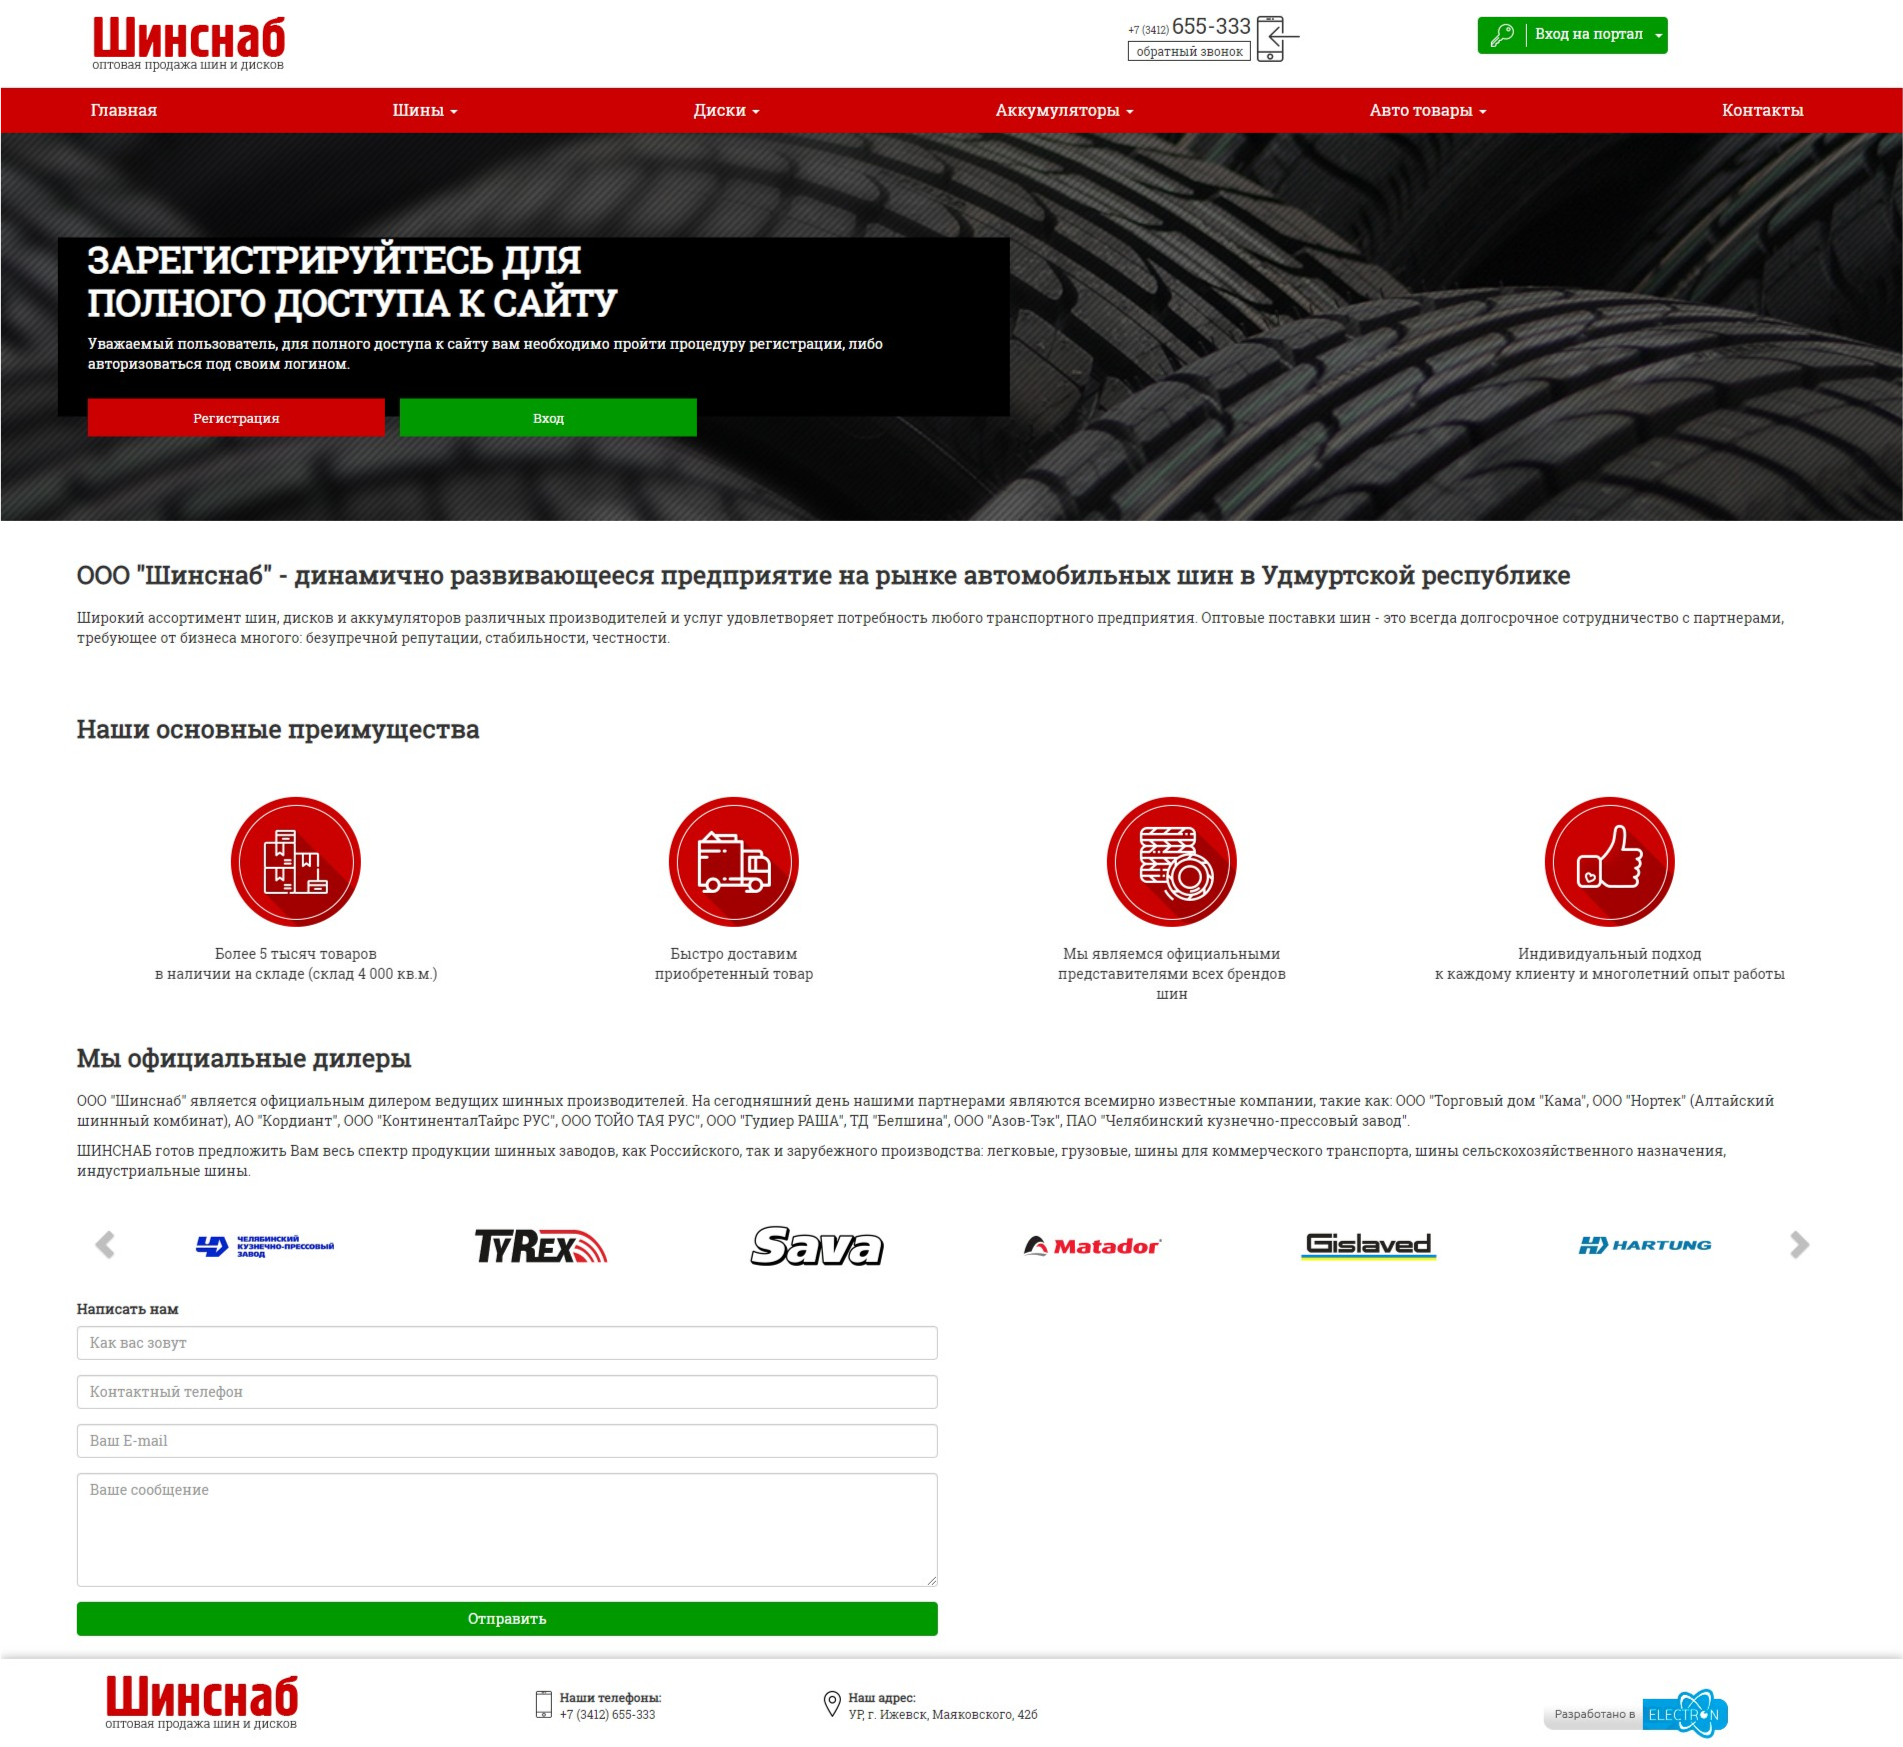 Шинснаб
оптовая продажа шин и дисков
+7 (3412) 655-333
обратный звонок
Вход на портал
Главная
Шины
Диски
Аккумуляторы
Авто товары
Контакты
ЗАРЕГИСТРИРУЙТЕСЬ ДЛЯ
ПОЛНОГО ДОСТУПА К САЙТУ
Уважаемый пользователь, для полного доступа к сайту вам необходимо пройти процедуру регистрации, либо
авторизоваться под своим логином.
Регистрация
Вход
ООО "Шинснаб" - динамично развивающееся предприятие на рынке автомобильных шин в Удмуртской республике
Широкий ассортимент шин, дисков и аккумуляторов различных производителей и услуг удовлетворяет потребность любого транспортного предприятия. Оптовые поставки шин - это всегда долгосрочное сотрудничество с партнерами,
требующее от бизнеса многого: безупречной репутации, стабильности, честности.
Наши основные преимущества
Более 5 тысяч товаров
в наличии на складе (склад 4 000 кв.м.)
Быстро доставим
приобретенный товар
Мы являемся официальными
представителями всех брендов
шин
Индивидуальный подход
к каждому клиенту и многолетний опыт работы
Мы официальные дилеры
ООО "Шинснаб" является официальным дилером ведущих шинных производителей. На сегодняшний день нашими партнерами являются всемирно известные компании, такие как: ООО "Торговый дом "Кама", ООО "Нортек" (Алтайский
шиннный комбинат), АО "Кордиант", ООО "КонтиненталТайрс РУС", ООО ТОЙО ТАЯ РУС", ООО "Гудиер РАША", ТД "Белшина", ООО "Азов-Тэк", ПАО "Челябинский кузнечно-прессовый завод".
ШИНСНАБ готов предложить Вам весь спектр продукции шинных заводов, как Российского, так и зарубежного производства: легковые, грузовые, шины для коммерческого транспорта, шины сельскохозяйственного назначения,
индустриальные шины.
ЧЕЛЯБИНСКИЙ
КУЗНЕЧНО-ПРЕССОВЫЙ
ЗАВОД
TyRex
Sava
Matador
Gislaved
HARTUNG
Написать нам
Как вас зовут
Контактный телефон
Ваш E-mail
Ваше сообщение
Отправить
Шинснаб
оптовая продажа шин и дисков
Наши телефоны:
+7 (3412) 655-333
Наш адрес:
УР, г. Ижевск, Маяковского, 42б
Разработано в ELECTRON